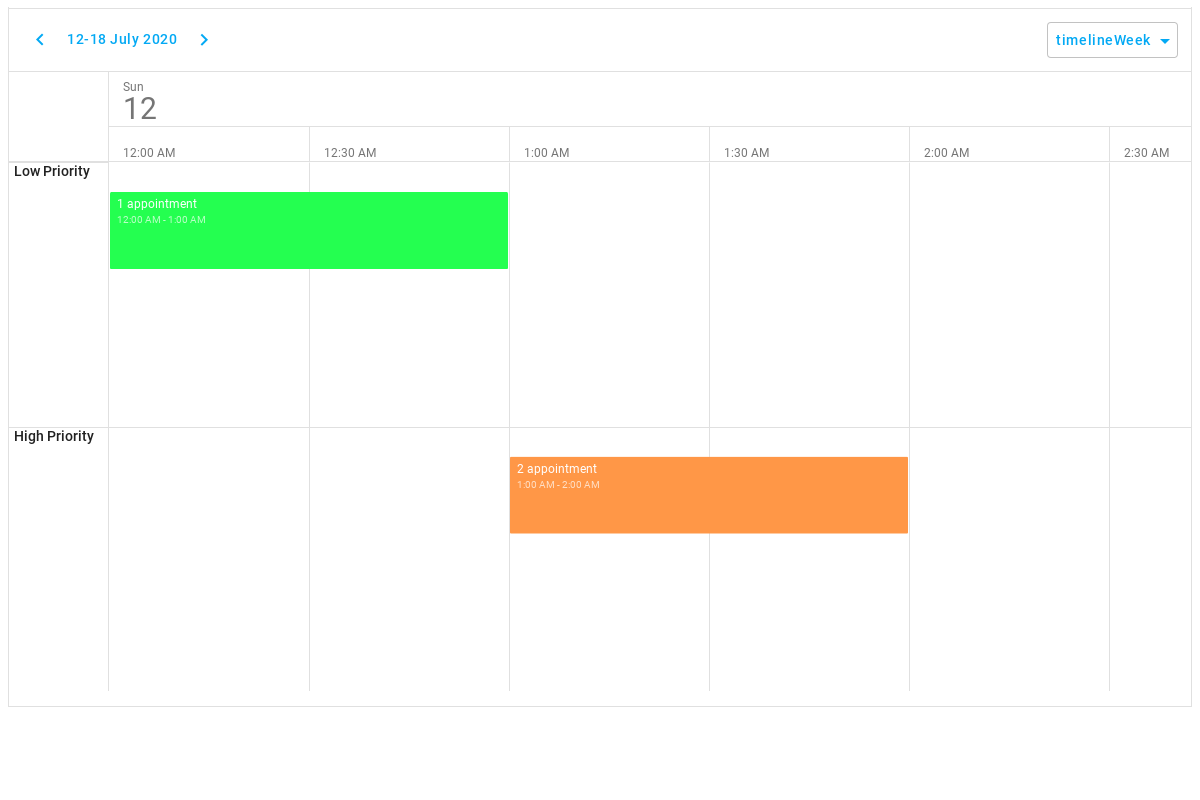 12-18 July 2020
timelineWeek
Sun
12
12:00 AM
12:30 AM
1:00 AM
1:30 AM
2:00 AM
2:30 AM
Low Priority
1 appointment
12:00 AM - 1:00 AM
High Priority
2 appointment
1:00 AM - 2:00 AM